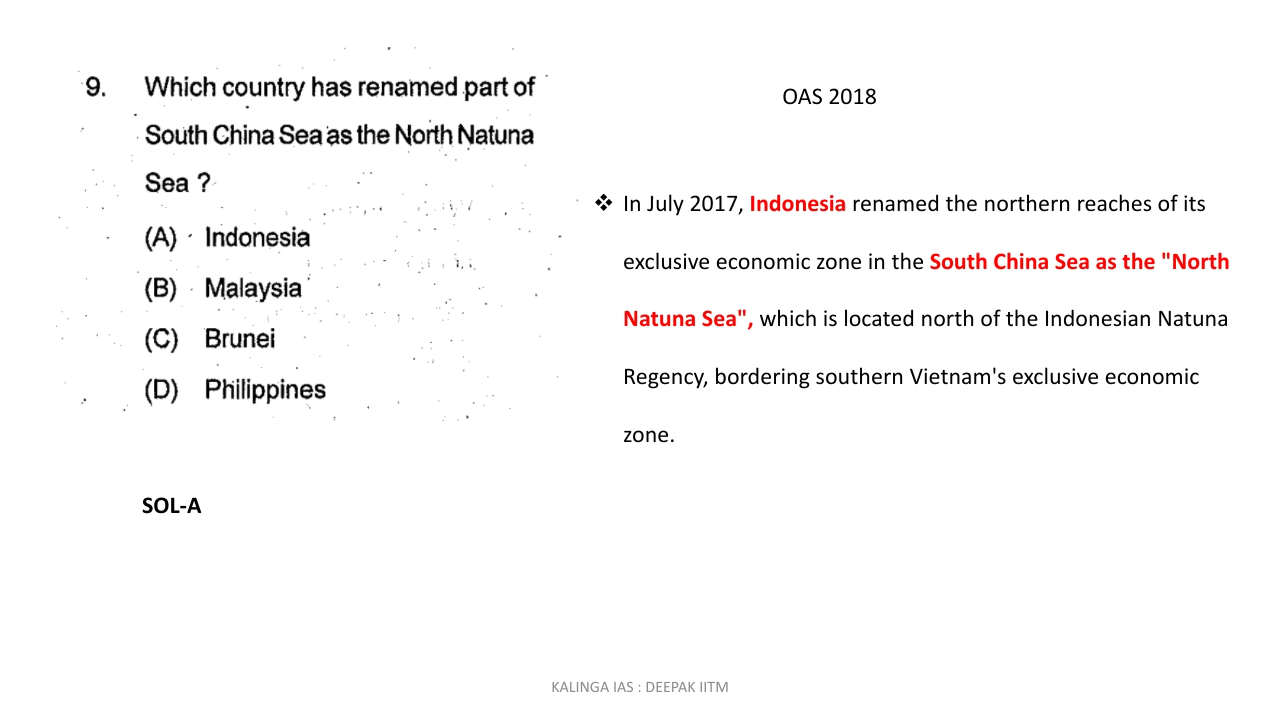 9. Which country has renamed part of
South China Sea as the North Natuna
Sea ?
(A) Indonesia
(B) Malaysia
(C) Brunei
(D) Philippines
SOL-A
OAS 2018
❖ In July 2017, Indonesia renamed the northern reaches of its
exclusive economic zone in the South China Sea as the "North
Natuna Sea", which is located north of the Indonesian Natuna
Regency, bordering southern Vietnam's exclusive economic
zone.
KALINGA IAS : DEEPAK IITM